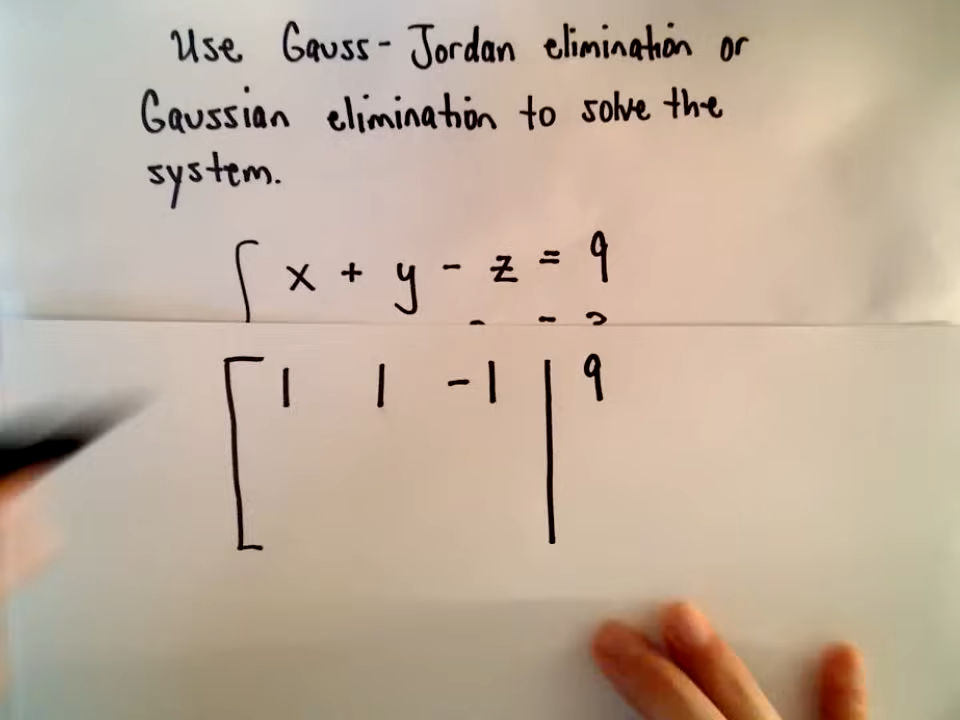 Use Gauss-Jordan elimination or
Gaussian elimination to solve the
system.
x + y - z = 9
1 1 -1 | 9